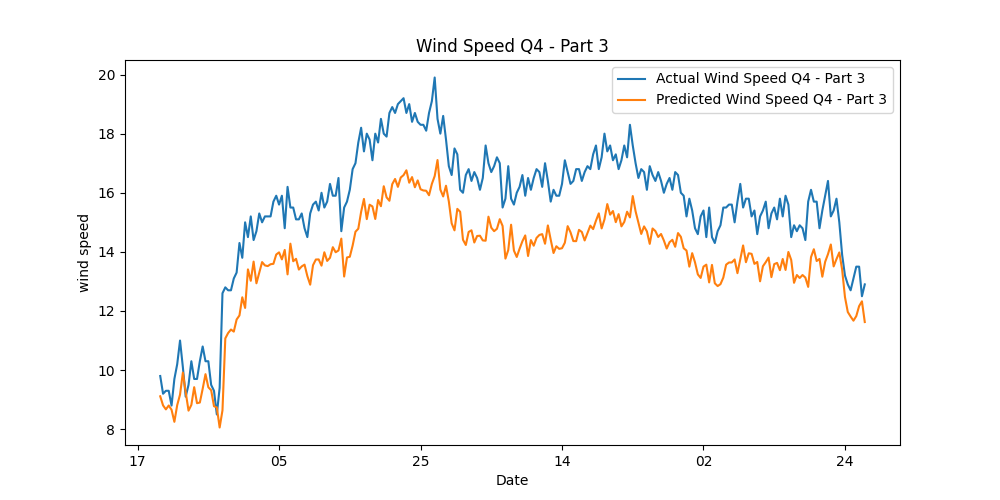 Wind Speed Q4 - Part 3
Actual Wind Speed Q4 - Part 3
Predicted Wind Speed Q4 - Part 3
wind speed
20
18
16
14
12
10
8
17
05
25
14
02
24
Date